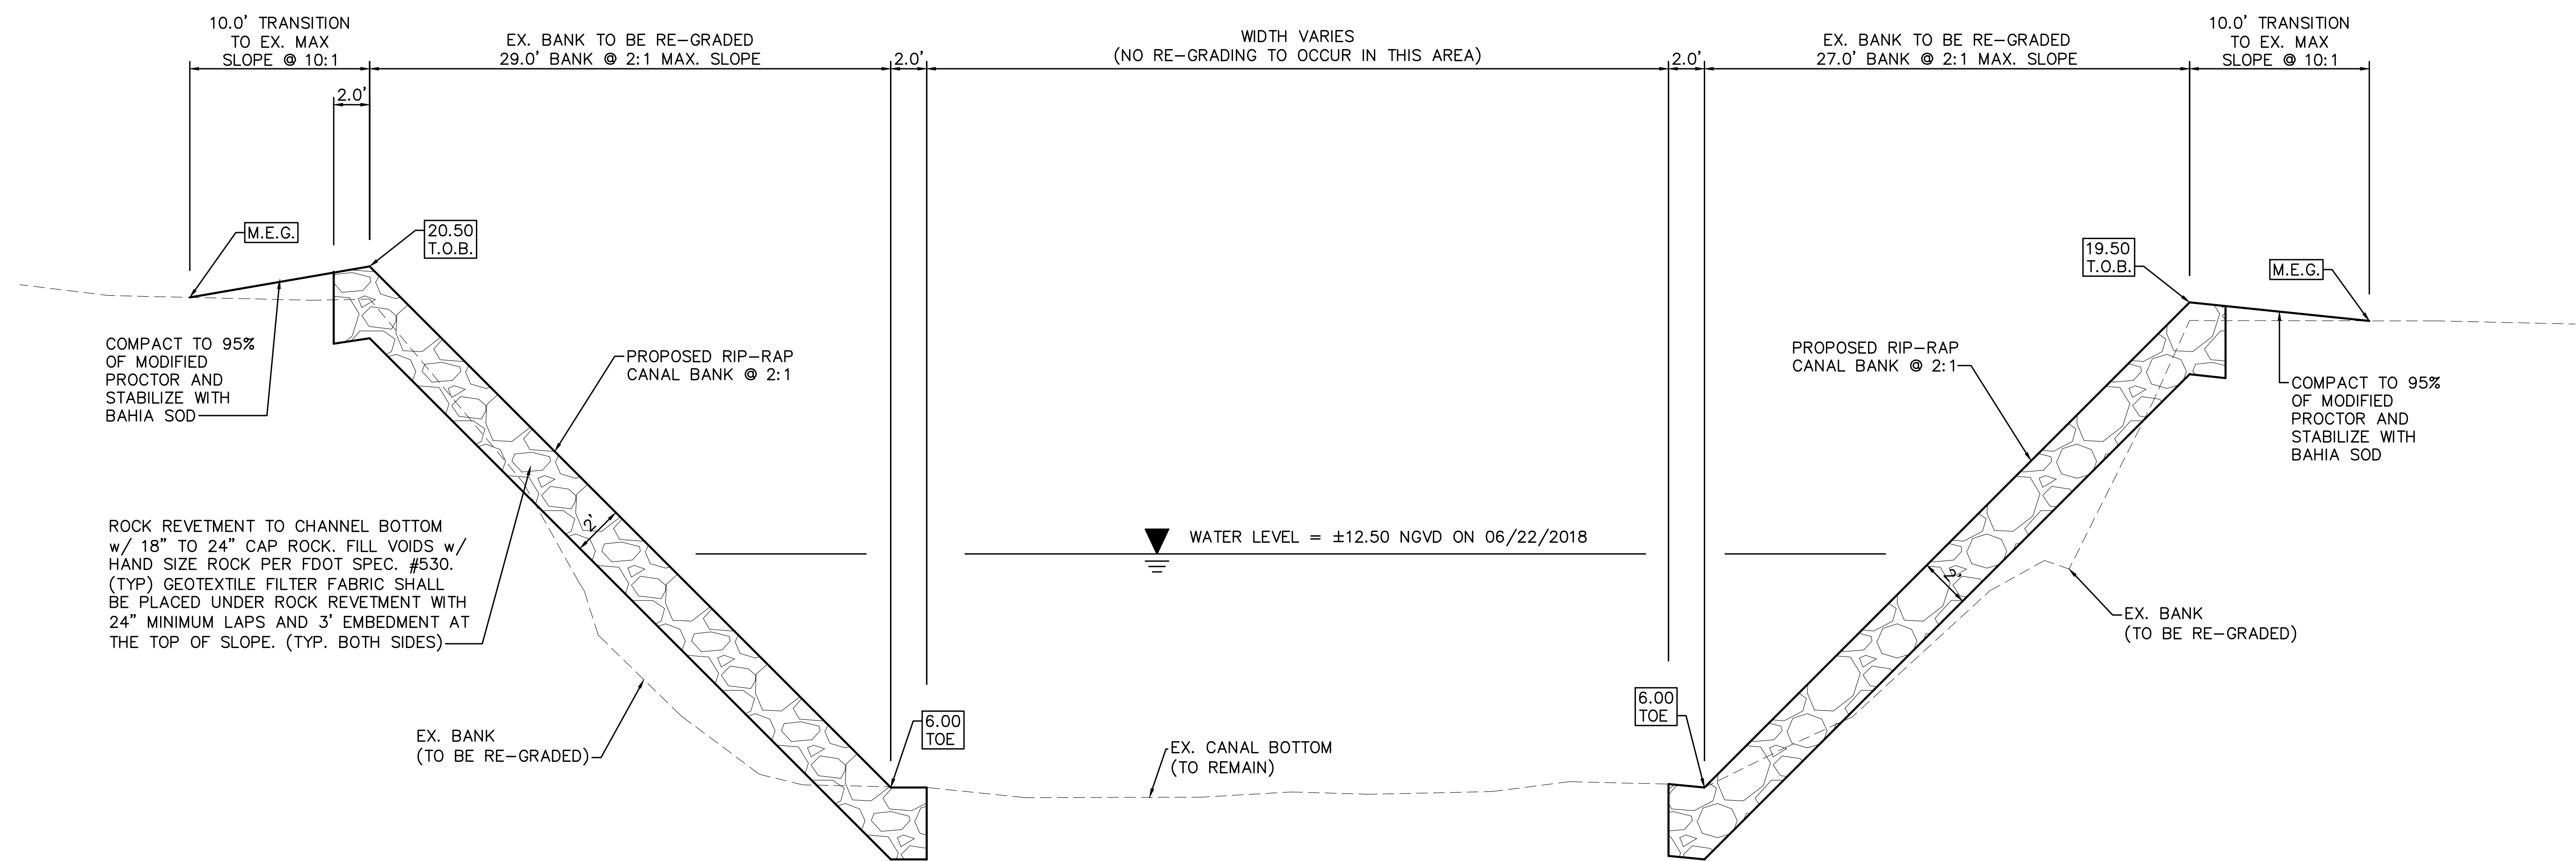 10.0' TRANSITION
TO EX. MAX
SLOPE @ 10:1
EX. BANK TO BE RE-GRADED
29.0' BANK @ 2:1 MAX. SLOPE
2.0'
WIDTH VARIES
(NO RE-GRADING TO OCCUR IN THIS AREA)
2.0'
EX. BANK TO BE RE-GRADED
27.0' BANK @ 2:1 MAX. SLOPE
10.0' TRANSITION
TO EX. MAX
SLOPE @ 10:1
2.0'
M.E.G.
20.50
T.O.B.
19.50
T.O.B.
M.E.G.
COMPACT TO 95%
OF MODIFIED
PROCTOR AND
STABILIZE WITH
BAHIA SOD
PROPOSED RIP-RAP
CANAL BANK @ 2:1
PROPOSED RIP-RAP
CANAL BANK @ 2:1
COMPACT TO 95%
OF MODIFIED
PROCTOR AND
STABILIZE WITH
BAHIA SOD
ROCK REVETMENT TO CHANNEL BOTTOM
w/ 18" TO 24" CAP ROCK. FILL VOIDS w/
HAND SIZE ROCK PER FDOT SPEC. #530.
(TYP) GEOTEXTILE FILTER FABRIC SHALL
BE PLACED UNDER ROCK REVETMENT WITH
24" MINIMUM LAPS AND 3' EMBEDMENT AT
THE TOP OF SLOPE. (TYP. BOTH SIDES)
2'
WATER LEVEL = ±12.50 NGVD ON 06/22/2018
2'
EX. BANK
(TO BE RE-GRADED)
EX. BANK
(TO BE RE-GRADED)
6.00
TOE
6.00
TOE
EX. CANAL BOTTOM
(TO REMAIN)